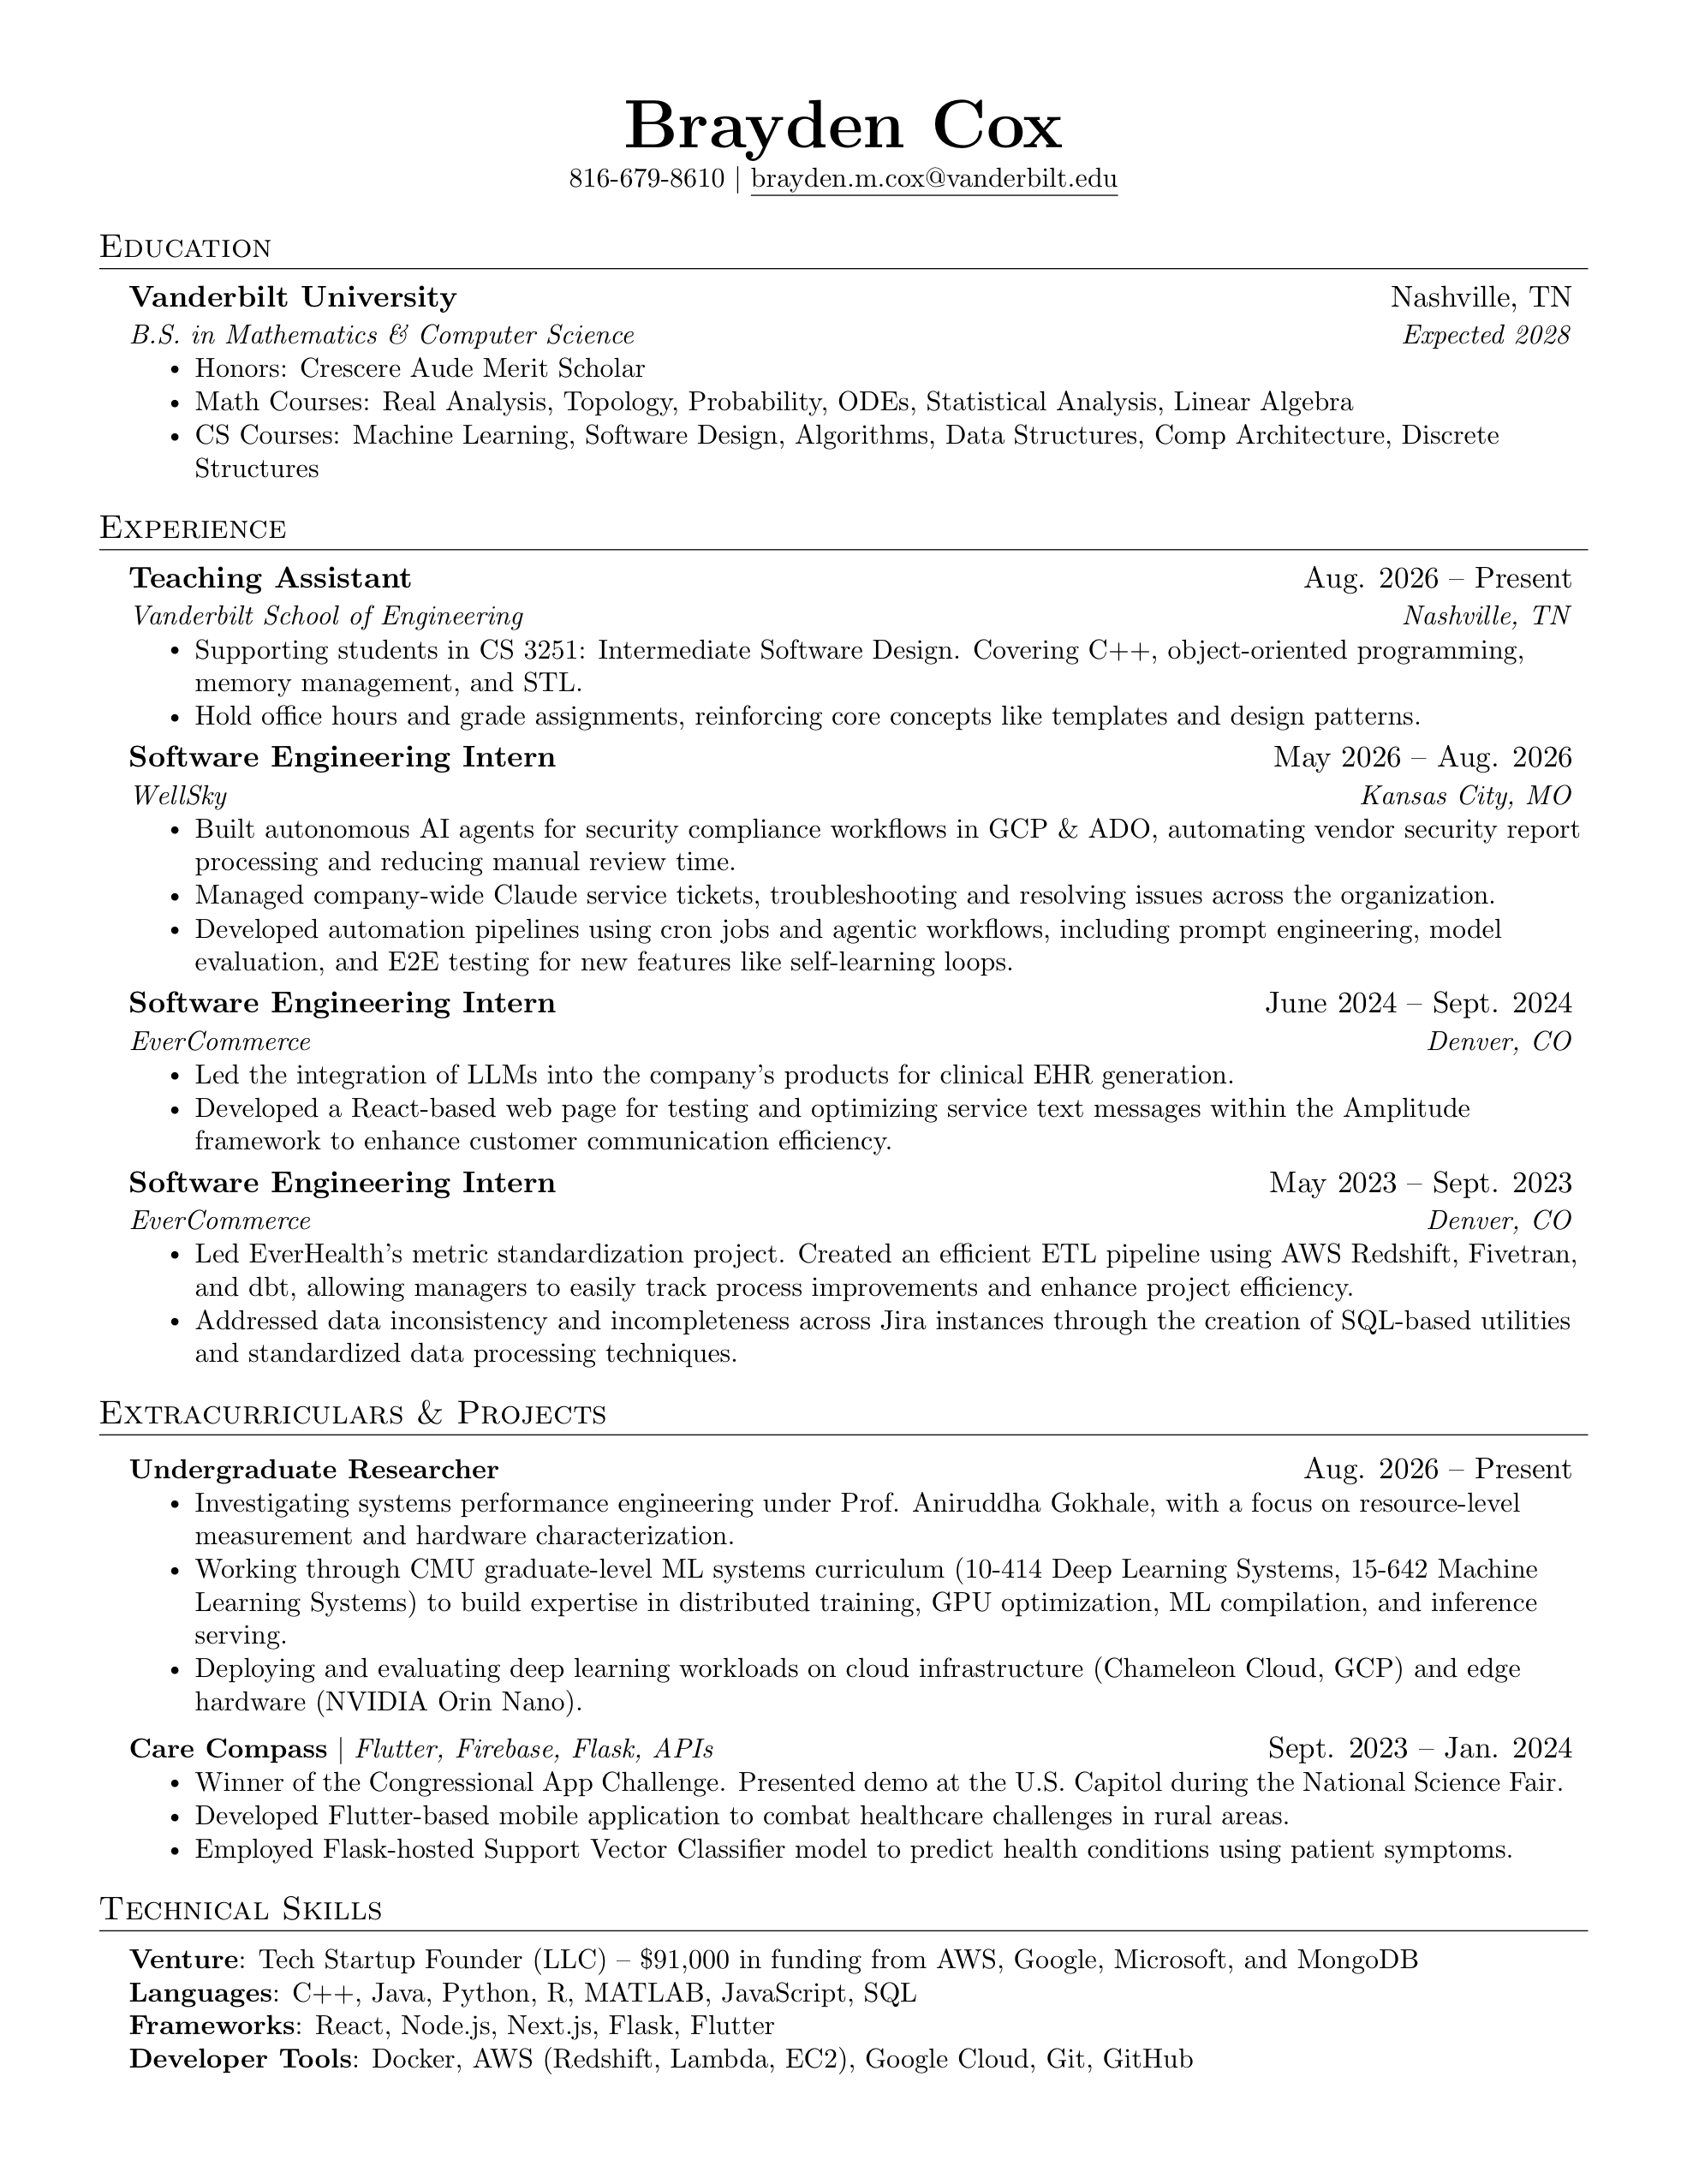 Brayden Cox
816-679-8610 | brayden.m.cox@vanderbilt.edu
Education
Vanderbilt University Nashville, TN
B.S. in Mathematics & Computer Science Expected 2028
• Honors: Crescere Aude Merit Scholar
• Math Courses: Real Analysis, Topology, Probability, ODEs, Statistical Analysis, Linear Algebra
• CS Courses: Machine Learning, Software Design, Algorithms, Data Structures, Comp Architecture, Discrete
Structures
Experience
Teaching Assistant Aug. 2026 – Present
Vanderbilt School of Engineering Nashville, TN
• Supporting students in CS 3251: Intermediate Software Design. Covering C++, object-oriented programming,
memory management, and STL.
• Hold office hours and grade assignments, reinforcing core concepts like templates and design patterns.
Software Engineering Intern May 2026 – Aug. 2026
WellSky Kansas City, MO
• Built autonomous AI agents for security compliance workflows in GCP & ADO, automating vendor security report
processing and reducing manual review time.
• Managed company-wide Claude service tickets, troubleshooting and resolving issues across the organization.
• Developed automation pipelines using cron jobs and agentic workflows, including prompt engineering, model
evaluation, and E2E testing for new features like self-learning loops.
Software Engineering Intern June 2024 – Sept. 2024
EverCommerce Denver, CO
• Led the integration of LLMs into the company's products for clinical EHR generation.
• Developed a React-based web page for testing and optimizing service text messages within the Amplitude
framework to enhance customer communication efficiency.
Software Engineering Intern May 2023 – Sept. 2023
EverCommerce Denver, CO
• Led EverHealth's metric standardization project. Created an efficient ETL pipeline using AWS Redshift, Fivetran,
and dbt, allowing managers to easily track process improvements and enhance project efficiency.
• Addressed data inconsistency and incompleteness across Jira instances through the creation of SQL-based utilities
and standardized data processing techniques.
Extracurriculars & Projects
Undergraduate Researcher Aug. 2026 – Present
• Investigating systems performance engineering under Prof. Aniruddha Gokhale, with a focus on resource-level
measurement and hardware characterization.
• Working through CMU graduate-level ML systems curriculum (10-414 Deep Learning Systems, 15-642 Machine
Learning Systems) to build expertise in distributed training, GPU optimization, ML compilation, and inference
serving.
• Deploying and evaluating deep learning workloads on cloud infrastructure (Chameleon Cloud, GCP) and edge
hardware (NVIDIA Orin Nano).
Care Compass | Flutter, Firebase, Flask, APIs Sept. 2023 – Jan. 2024
• Winner of the Congressional App Challenge. Presented demo at the U.S. Capitol during the National Science Fair.
• Developed Flutter-based mobile application to combat healthcare challenges in rural areas.
• Employed Flask-hosted Support Vector Classifier model to predict health conditions using patient symptoms.
Technical Skills
Venture: Tech Startup Founder (LLC) – $91,000 in funding from AWS, Google, Microsoft, and MongoDB
Languages: C++, Java, Python, R, MATLAB, JavaScript, SQL
Frameworks: React, Node.js, Next.js, Flask, Flutter
Developer Tools: Docker, AWS (Redshift, Lambda, EC2), Google Cloud, Git, GitHub